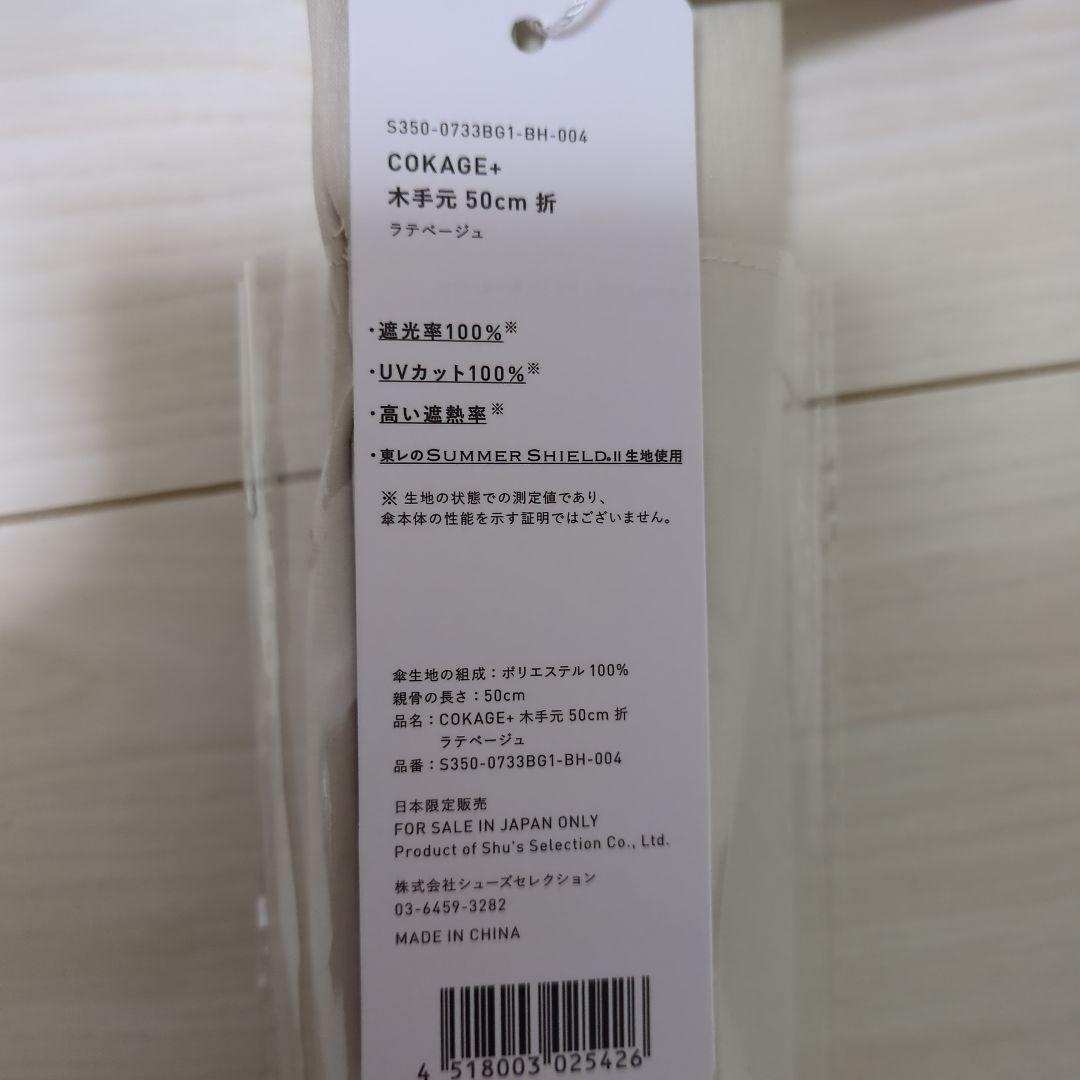 S350-0733BG1-BH-004
COKAGE+
木手元 50cm 折
ラテベージュ
・遮光率100%※
・UVカット100%※
・高い遮熱率※
・東レのSUMMER SHIELD®II生地使用
※ 生地の状態での測定値であり、
傘本体の性能を示す証明ではございません。
傘生地の組成：ポリエステル 100%
親骨の長さ：50cm
品名：COKAGE+ 木手元 50cm 折
ラテベージュ
品番：S350-0733BG1-BH-004
日本限定販売
FOR SALE IN JAPAN ONLY
Product of Shu's Selection Co., Ltd.
株式会社シューズセレクション
03-6459-3282
MADE IN CHINA
4 518003 025426